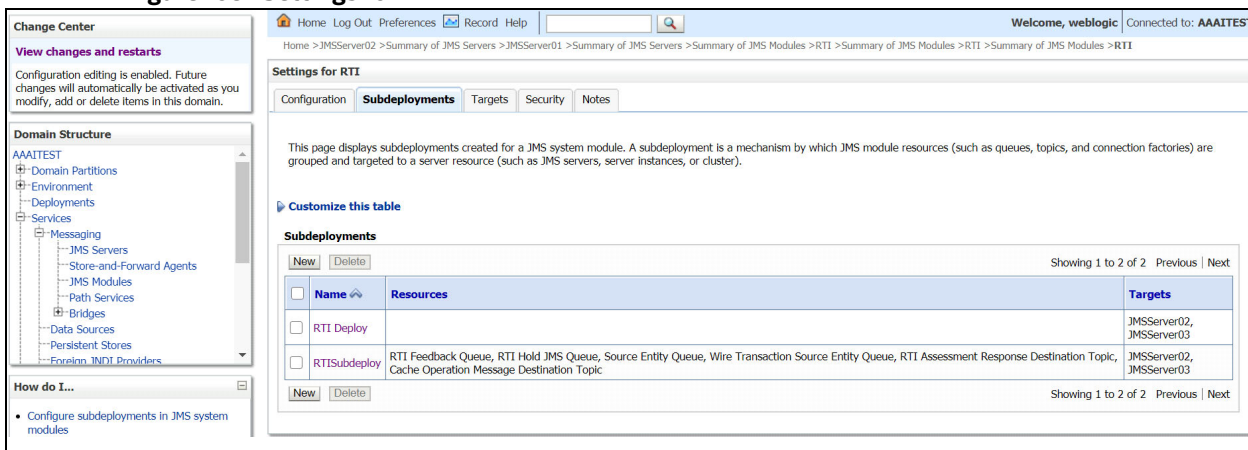 Change Center
View changes and restarts
Configuration editing is enabled. Future
changes will automatically be activated as you
modify, add or delete items in this domain.
Domain Structure
AAAITEST
Domain Partitions
Environment
Deployments
Services
Messaging
JMS Servers
Store-and-Forward Agents
JMS Modules
Path Services
Bridges
Data Sources
Persistent Stores
Foreign JNDI Providers
How do I...
Configure subdeployments in JMS system
modules
Home Log Out Preferences Record Help
Welcome, weblogic Connected to: AAAITEST
Home >JMSServer02 >Summary of JMS Servers >JMSServer01 >Summary of JMS Servers >Summary of JMS Modules >RTI >Summary of JMS Modules >RTI >Summary of JMS Modules >RTI
Settings for RTI
Configuration Subdeployments Targets Security Notes
This page displays subdeployments created for a JMS system module. A subdeployment is a mechanism by which JMS module resources (such as queues, topics, and connection factories) are
grouped and targeted to a server resource (such as JMS servers, server instances, or cluster).
Customize this table
Subdeployments
New Delete Showing 1 to 2 of 2 Previous | Next
Name Resources Targets
RTI Deploy JMSServer02,
JMSServer03
RTISubdeploy RTI Feedback Queue, RTI Hold JMS Queue, Source Entity Queue, Wire Transaction Source Entity Queue, RTI Assessment Response Destination Topic, JMSServer02,
Cache Operation Message Destination Topic JMSServer03
New Delete Showing 1 to 2 of 2 Previous | Next